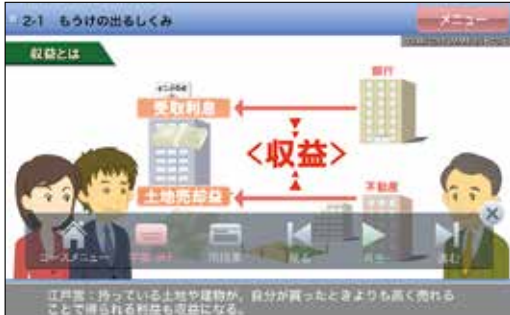 2-1 もうけの出るしくみ
メニュー
収益とは
銀行
受取利息
<収益>
土地売却益
不動産
コースメニュー
戻る
再生
進む
江戸宮：持っている土地や建物が、自分が買ったときよりも高く売れる
ことで得られる利益も収益になる。